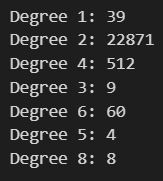 Degree 1: 39
Degree 2: 22871
Degree 4: 512
Degree 3: 9
Degree 6: 60
Degree 5: 4
Degree 8: 8